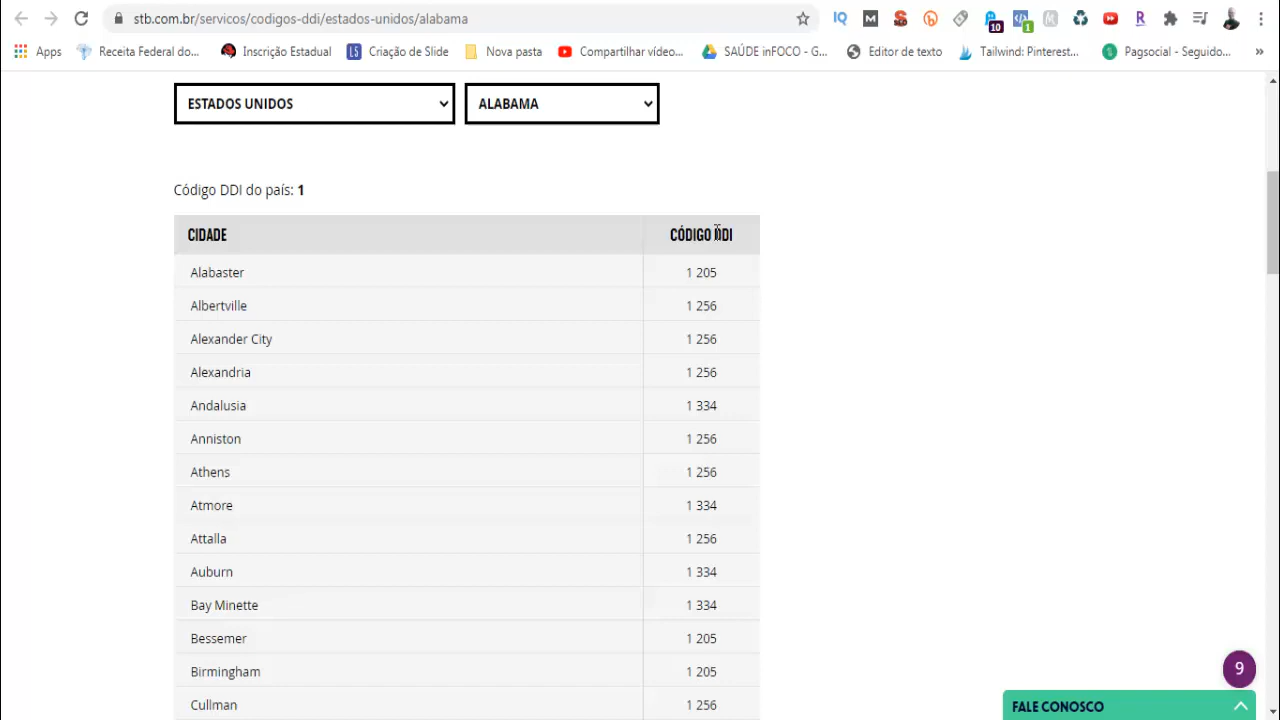 stb.com.br/servicos/codigos-ddi/estados-unidos/alabama
IQ
M
10
1
M
R
Apps
Receita Federal do...
Inscrição Estadual
Criação de Slide
Nova pasta
Compartilhar vídeo...
SAÚDE inFOCO - G...
Editor de texto
Tailwind: Pinterest...
Pagsocial - Seguido...
»
ESTADOS UNIDOS
ALABAMA
Código DDI do país: 1
CIDADE CÓDIGO DDI
Alabaster 1 205
Albertville 1 256
Alexander City 1 256
Alexandria 1 256
Andalusia 1 334
Anniston 1 256
Athens 1 256
Atmore 1 334
Attalla 1 256
Auburn 1 334
Bay Minette 1 334
Bessemer 1 205
Birmingham 1 205
Cullman 1 256
9
FALE CONOSCO